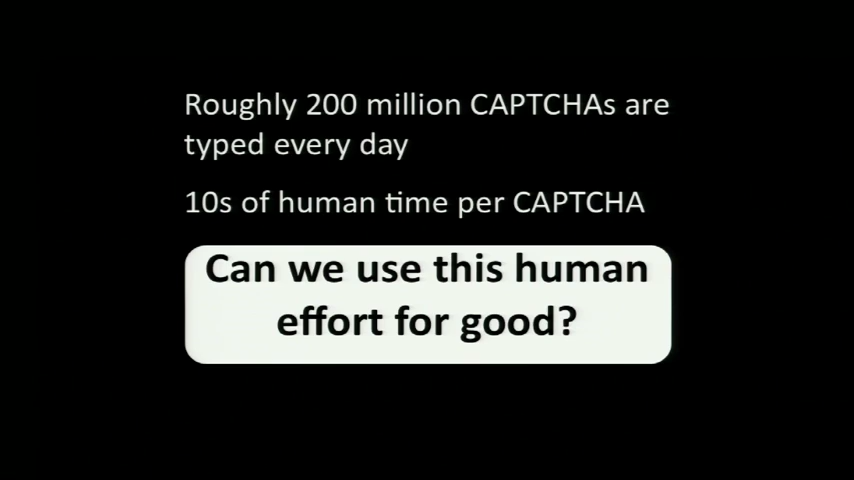 Roughly 200 million CAPTCHAs are
typed every day
10s of human time per CAPTCHA
Can we use this human
effort for good?